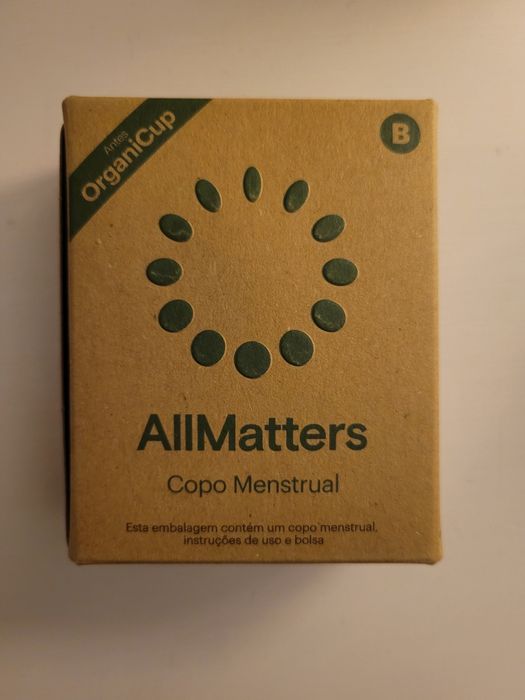 Antes
OrganiCup
B
AllMatters
Copo Menstrual
Esta embalagem contém um copo menstrual,
instruções de uso e bolsa